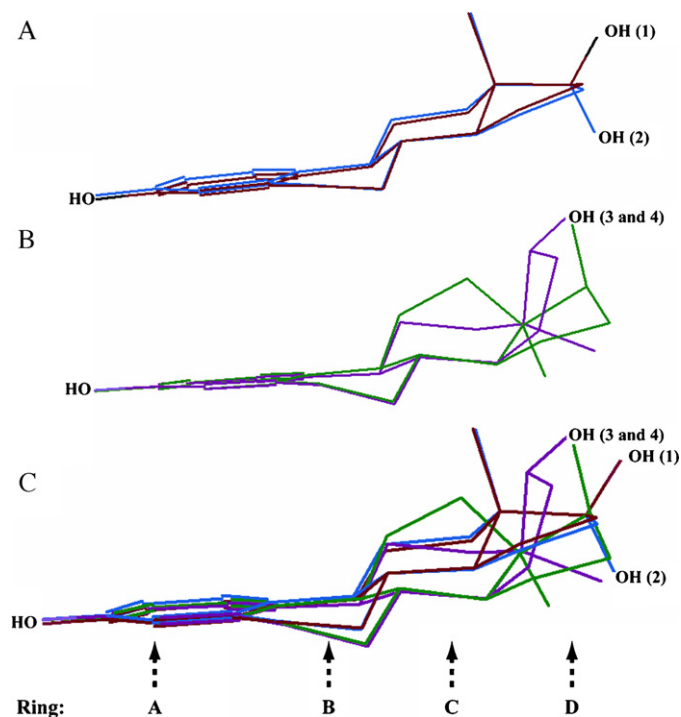 A
OH (1)
OH (2)
HO
B
OH (3 and 4)
HO
C
OH (3 and 4)
OH (1)
OH (2)
HO
Ring: A B C D